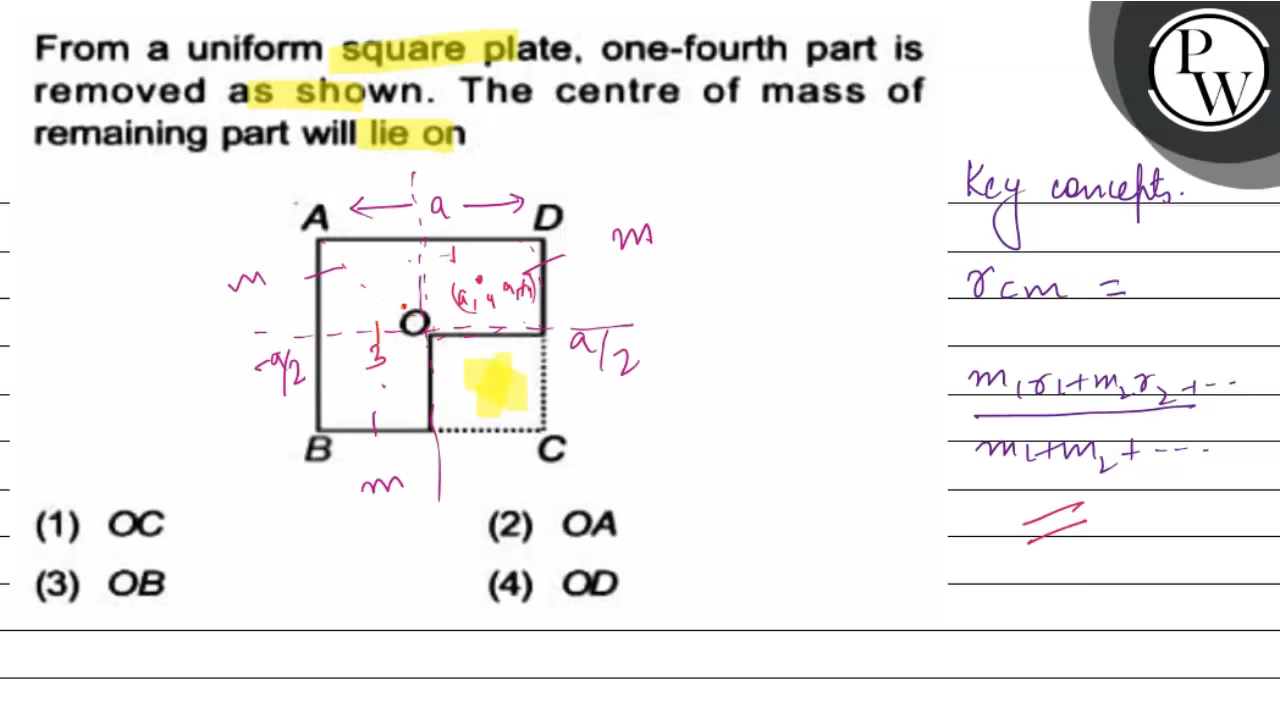 From a uniform square plate, one-fourth part is
removed as shown. The centre of mass of
remaining part will lie on
P
W
Key concepts.
rcm =
m1r1+m2r2+...
m1+m2+----
A
a
D
m
m
1
O
3
-a/2
a/2
B
C
m
(1) OC
(2) OA
(3) OB
(4) OD